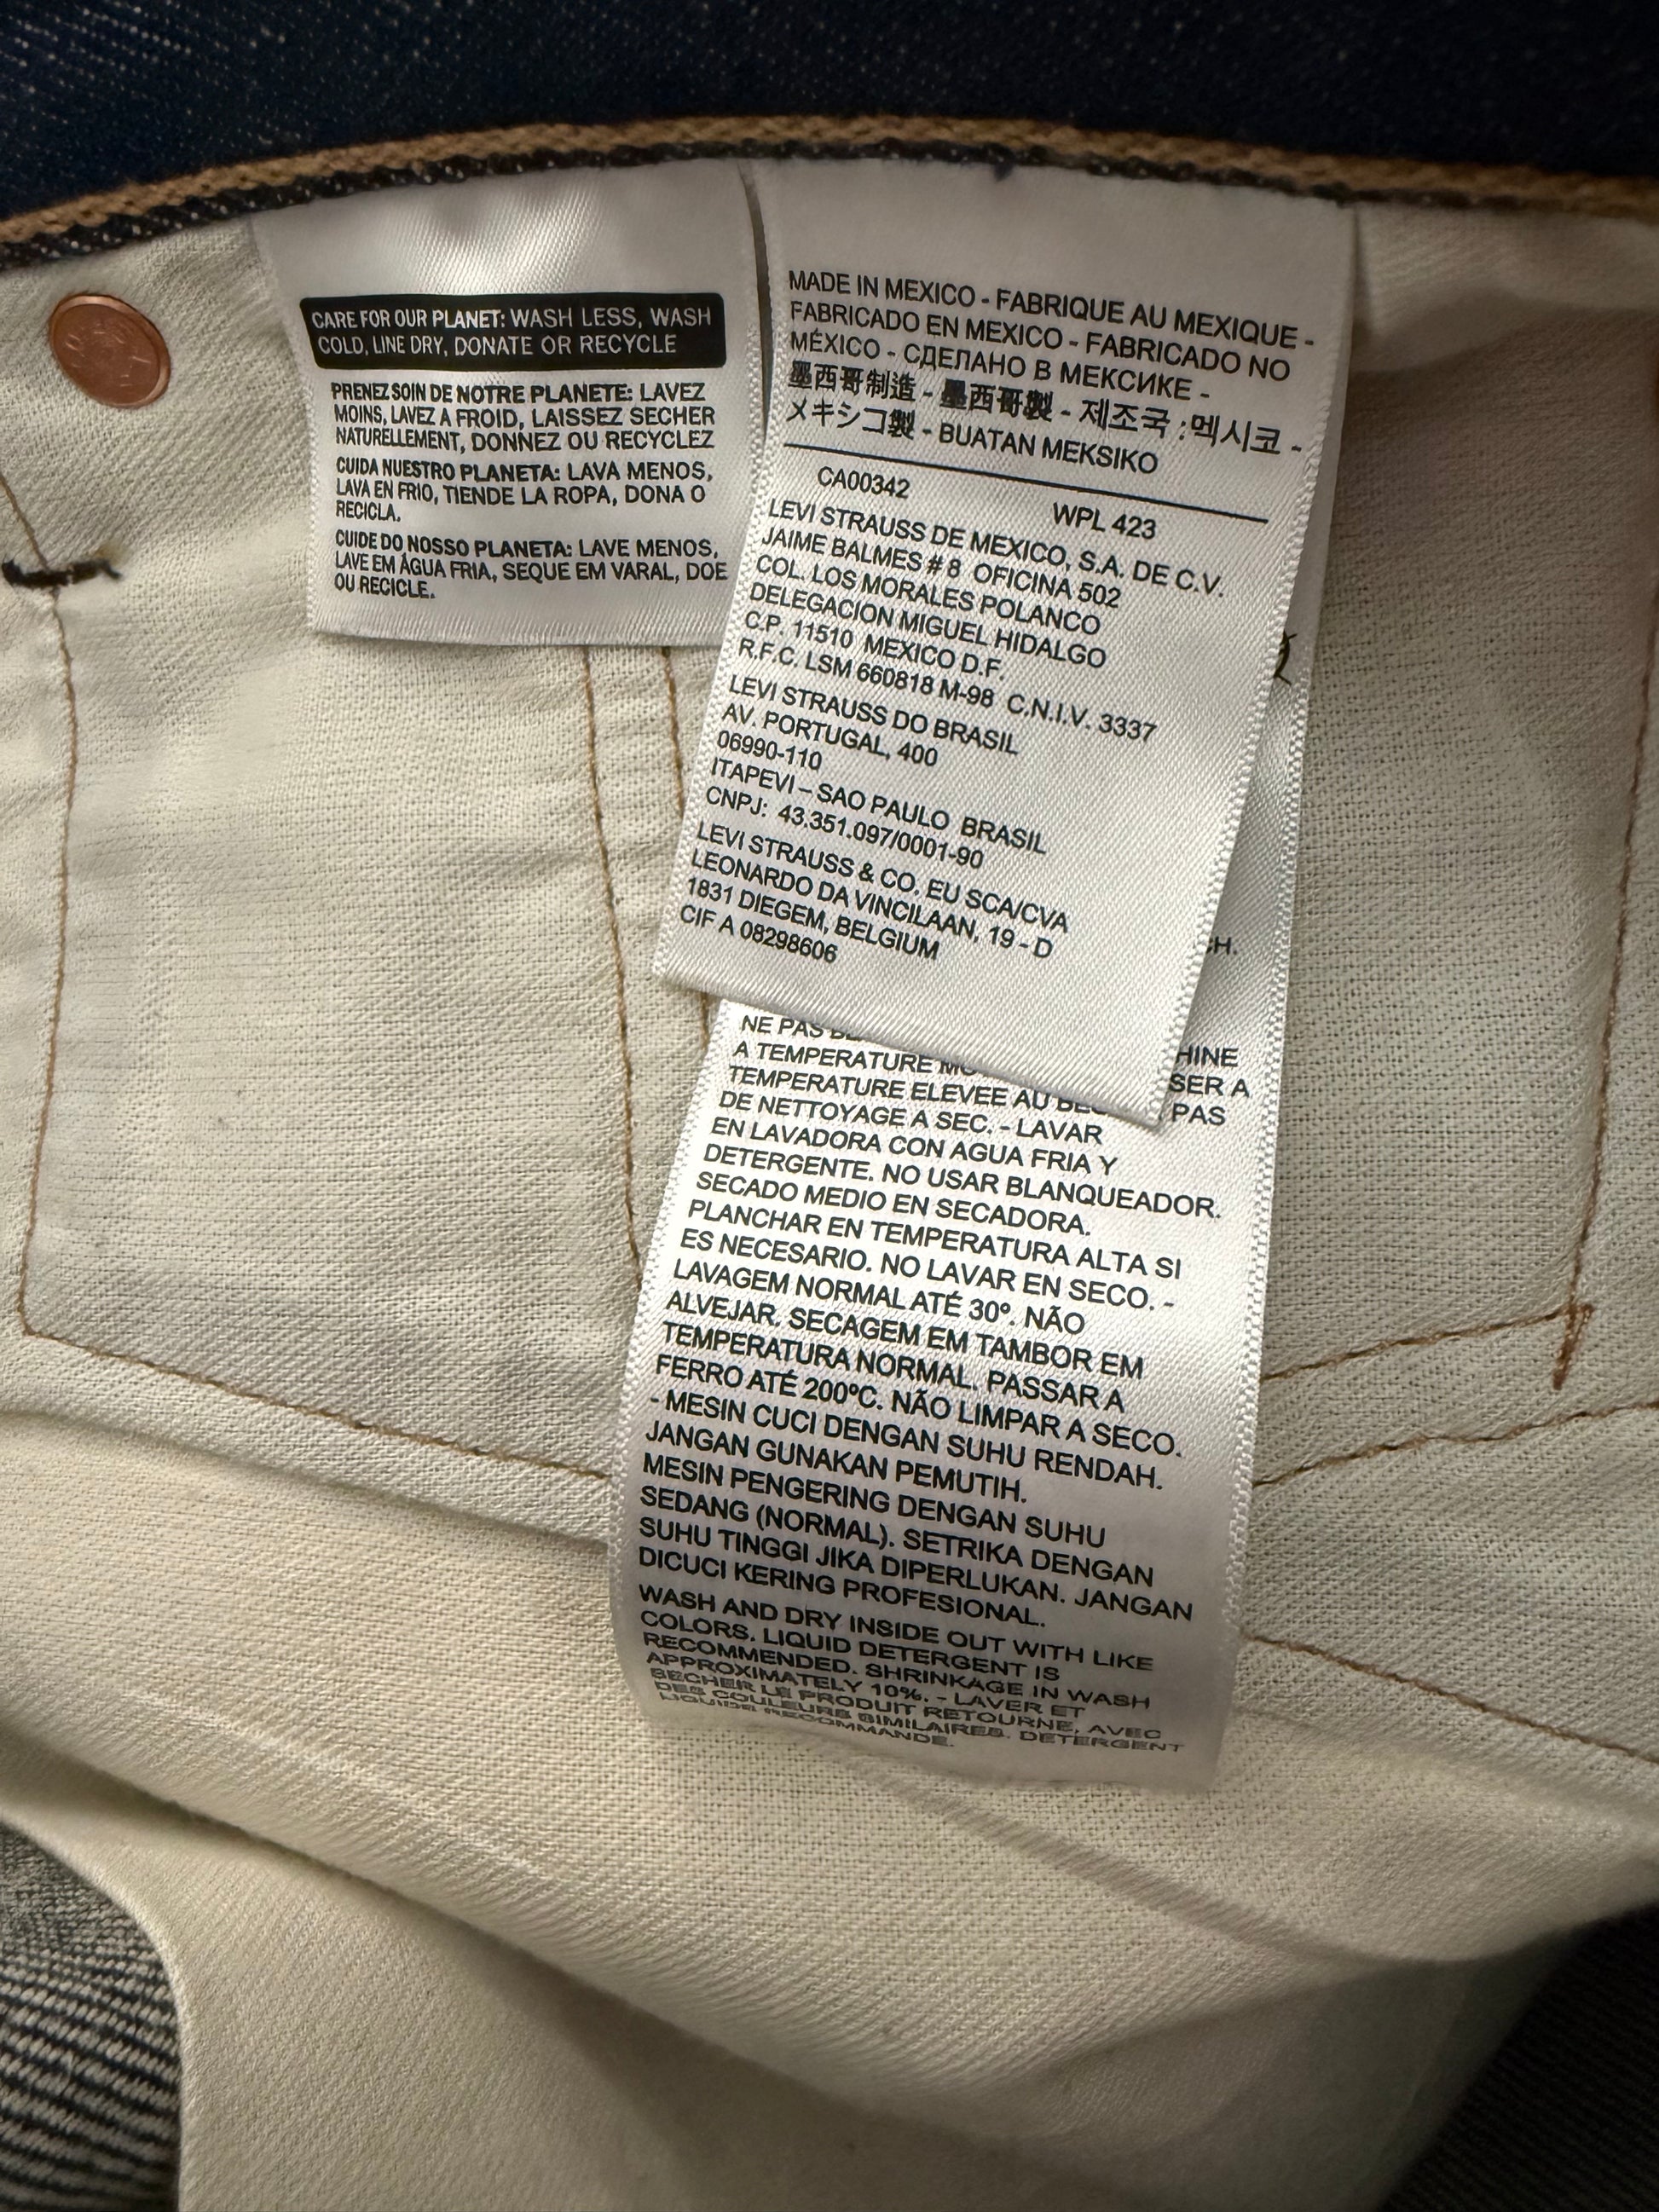 CARE FOR OUR PLANET: WASH LESS, WASH
COLD, LINE DRY, DONATE OR RECYCLE
PRENEZ SOIN DE NOTRE PLANETE: LAVEZ
MOINS, LAVEZ A FROID, LAISSEZ SECHER
NATURELLEMENT, DONNEZ OU RECYCLEZ
CUIDA NUESTRO PLANETA: LAVA MENOS,
LAVA EN FRIO, TIENDE LA ROPA, DONA O
RECICLA.
CUIDE DO NOSSO PLANETA: LAVE MENOS,
LAVE EM ÁGUA FRIA, SEQUE EM VARAL, DOE
OU RECICLE.
MADE IN MEXICO - FABRIQUE AU MEXIQUE -
FABRICADO EN MEXICO - FABRICADO NO
MÉXICO - СДЕЛАНО В МЕКСИКЕ -
墨西哥制造 - 墨西哥製 - 제조국 :멕시코 -
メキシコ製 - BUATAN MEKSIKO
CA00342 WPL 423
LEVI STRAUSS DE MEXICO, S.A. DE C.V.
JAIME BALMES # 8 OFICINA 502
COL. LOS MORALES POLANCO
DELEGACION MIGUEL HIDALGO
C.P. 11510 MEXICO D.F.
R.F.C. LSM 660818 M-98 C.N.I.V. 3337
LEVI STRAUSS DO BRASIL
AV. PORTUGAL, 400
06990-110
ITAPEVI – SAO PAULO BRASIL
CNPJ: 43.351.097/0001-90
LEVI STRAUSS & CO. EU SCA/CVA
LEONARDO DA VINCILAAN, 19 - D
1831 DIEGEM, BELGIUM
CIF A 08298606
CH.
NE PAS HINE
A TEMPERATURE SER A
TEMPERATURE ELEVEE AU PAS
DE NETTOYAGE A SEC. - LAVAR
EN LAVADORA CON AGUA FRIA Y
DETERGENTE. NO USAR BLANQUEADOR.
SECADO MEDIO EN SECADORA.
PLANCHAR EN TEMPERATURA ALTA SI
ES NECESARIO. NO LAVAR EN SECO. -
LAVAGEM NORMAL ATÉ 30º. NÃO
ALVEJAR. SECAGEM EM TAMBOR EM
TEMPERATURA NORMAL. PASSAR A
FERRO ATÉ 200ºC. NÃO LIMPAR A SECO.
- MESIN CUCI DENGAN SUHU RENDAH.
JANGAN GUNAKAN PEMUTIH.
MESIN PENGERING DENGAN SUHU
SEDANG (NORMAL). SETRIKA DENGAN
SUHU TINGGI JIKA DIPERLUKAN. JANGAN
DICUCI KERING PROFESIONAL.
WASH AND DRY INSIDE OUT WITH LIKE
COLORS. LIQUID DETERGENT IS
RECOMMENDED. SHRINKAGE IN WASH
APPROXIMATELY 10%. - LAVER ET
SECHER LE PRODUIT RETOURNE, AVEC
DES COULEURS SIMILAIRES. DETERGENT
LIQUIDE RECOMMANDE.